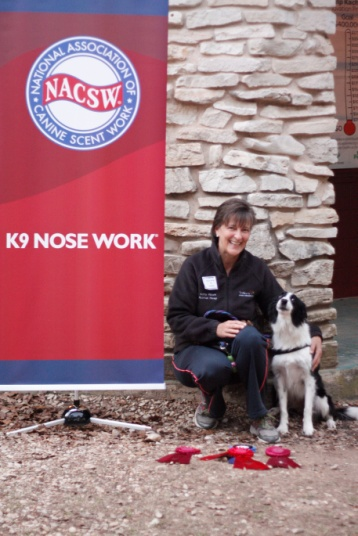 NATIONAL ASSOCIATION OF
NACSW
CANINE SCENT WORK
K9 NOSE WORK